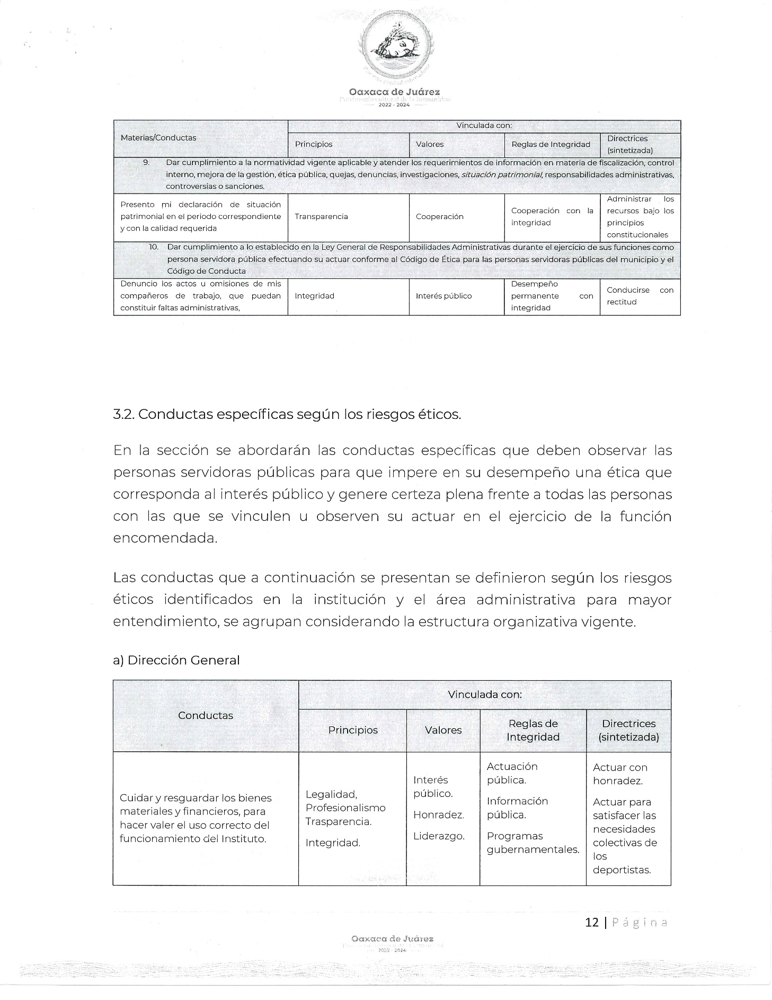 Por una ciudad educadora
Oaxaca de Juárez
Patrimonio cultural de la humanidad
2022 - 2024
Vinculada con:
Materias/Conductas
Principios
Valores
Reglas de Integridad
Directrices
(sintetizada)
9. Dar cumplimiento a la normatividad vigente aplicable y atender los requerimientos de información en materia de fiscalización, control
interno, mejora de la gestión, ética pública, quejas, denuncias, investigaciones, situación patrimonial, responsabilidades administrativas,
controversias o sanciones.
Presento mi declaración de situación
patrimonial en el periodo correspondiente
y con la calidad requerida
Transparencia
Cooperación
Cooperación con la
integridad
Administrar los
recursos bajo los
principios
constitucionales
10. Dar cumplimiento a lo establecido en la Ley General de Responsabilidades Administrativas durante el ejercicio de sus funciones como
persona servidora pública efectuando su actuar conforme al Código de Ética para las personas servidoras públicas del municipio y el
Código de Conducta
Denuncio los actos u omisiones de mis
compañeros de trabajo, que puedan
constituir faltas administrativas,
Integridad
Interés público
Desempeño
permanente con
integridad
Conducirse con
rectitud
3.2. Conductas específicas según los riesgos éticos.
En la sección se abordarán las conductas específicas que deben observar las
personas servidoras públicas para que impere en su desempeño una ética que
corresponda al interés público y genere certeza plena frente a todas las personas
con las que se vinculen u observen su actuar en el ejercicio de la función
encomendada.
Las conductas que a continuación se presentan se definieron según los riesgos
éticos identificados en la institución y el área administrativa para mayor
entendimiento, se agrupan considerando la estructura organizativa vigente.
a) Dirección General
Conductas
Vinculada con:
Principios
Valores
Reglas de
Integridad
Directrices
(sintetizada)
Cuidar y resguardar los bienes
materiales y financieros, para
hacer valer el uso correcto del
funcionamiento del Instituto.
Legalidad,
Profesionalismo
Trasparencia.
Integridad.
Interés
público.
Honradez.
Liderazgo.
Actuación
pública.
Información
pública.
Programas
gubernamentales.
Actuar con
honradez.
Actuar para
satisfacer las
necesidades
colectivas de
los
deportistas.
12 | Página
Oaxaca de Juárez
2022 - 2024